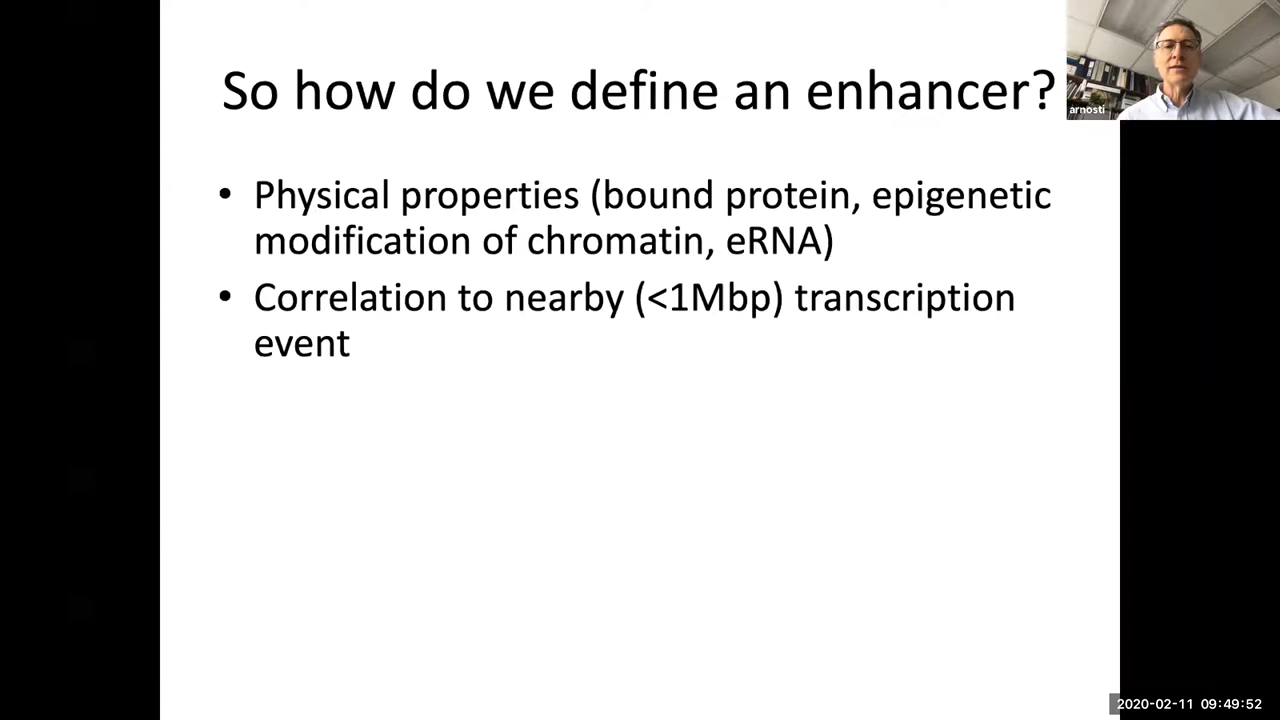 So how do we define an enhancer?
arnosti
• Physical properties (bound protein, epigenetic
modification of chromatin, eRNA)
• Correlation to nearby (<1Mbp) transcription
event
2020-02-11 09:49:52